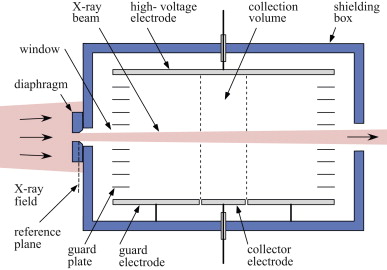 X-ray
beam
high- voltage
electrode
collection
volume
shielding
box
window
diaphragm
X-ray
field
reference
plane
guard
plate
guard
electrode
collector
electrode